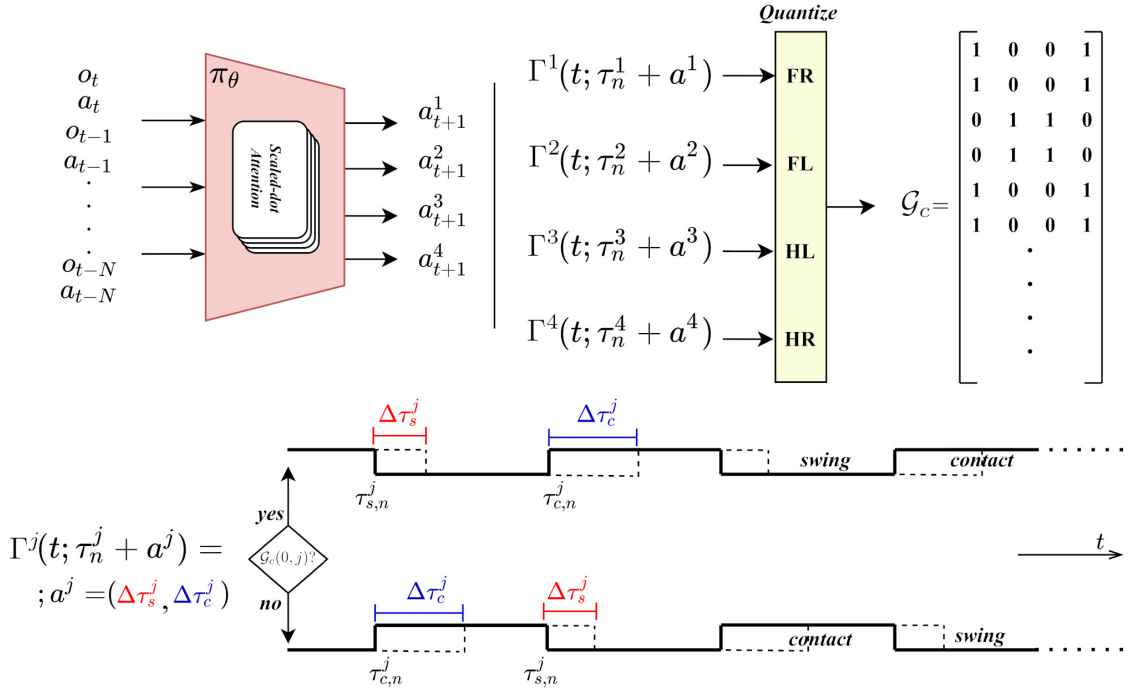 Quantize
o_t
a_t
o_{t-1}
a_{t-1}
.
.
.
o_{t-N}
a_{t-N}
π_θ
Scaled-dot
Attention
a^1_{t+1}
a^2_{t+1}
a^3_{t+1}
a^4_{t+1}
Γ^1(t; τ^1_n + a^1)
Γ^2(t; τ^2_n + a^2)
Γ^3(t; τ^3_n + a^3)
Γ^4(t; τ^4_n + a^4)
FR
FL
HL
HR
𝒢_c =
1 0 0 1
1 0 0 1
0 1 1 0
0 1 1 0
1 0 0 1
1 0 0 1
.
.
.
.
Δτ^j_s
Δτ^j_c
swing
contact
τ^j_{s,n}
τ^j_{c,n}
yes
Γ^j(t; τ^j_n + a^j) =
; a^j =(Δτ^j_s, Δτ^j_c)
𝒢_c(0, j)?
no
t
Δτ^j_c
Δτ^j_s
contact
swing
τ^j_{c,n}
τ^j_{s,n}